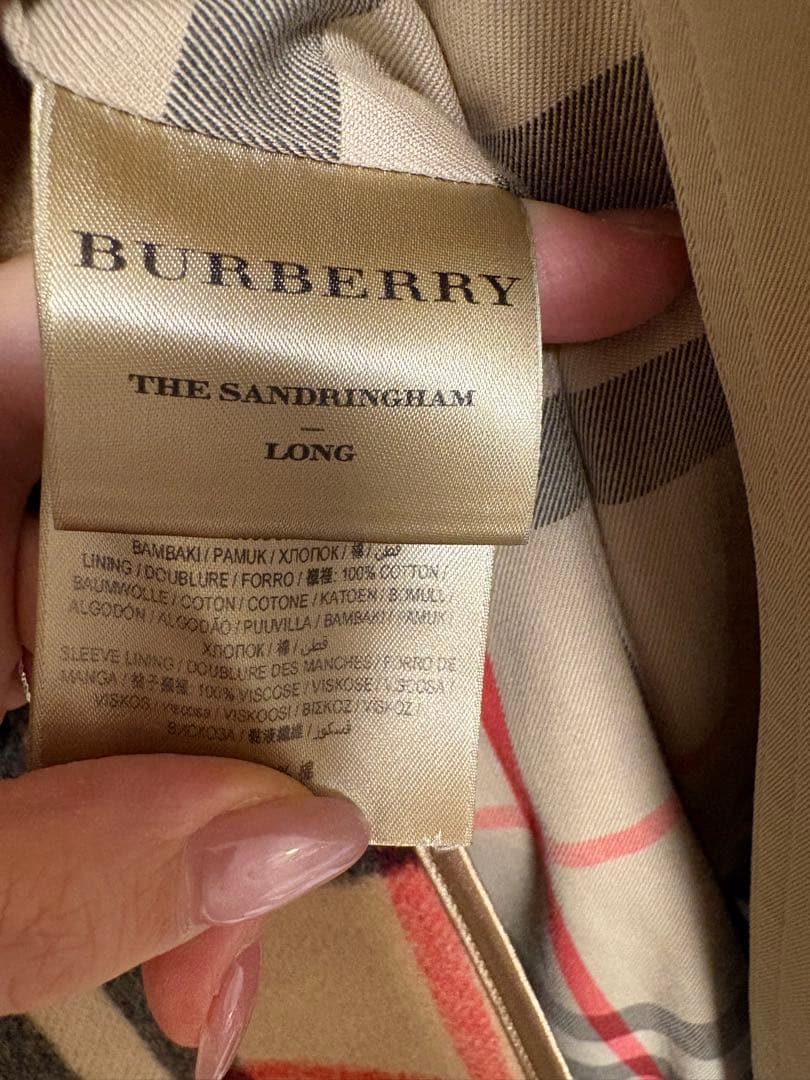 BURBERRY
THE SANDRINGHAM
—
LONG
BAMBAKI / PAMUK / ХЛОПОК / 棉 / قطن
LINING / DOUBLURE / FORRO / 襯裡: 100% COTTON /
BAUMWOLLE / COTON / COTONE / KATOEN / BOMULL /
ALGODÓN / ALGODÃO / PUUVILLA / BAMBAKI / PAMUK /
ХЛОПОК / 棉 / قطن
SLEEVE LINING / DOUBLURE DES MANCHES / FORRO DE
MANGA / 袖子襯裡: 100% VISCOSE / VISKOSE / VISCOSA /
VISKOS / VISCOSA / VISKOOSI / ΒΙΣΚΟΖ / VISKOZ /
ВИСКОЗА / 黏液纖維 / فسكوز